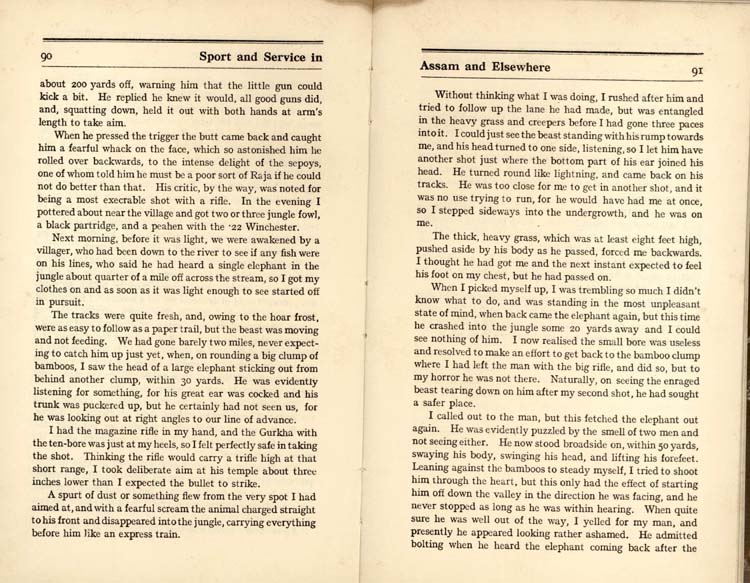 90 Sport and Service in
about 200 yards off, warning him that the little gun could
kick a bit. He replied he knew it would, all good guns did,
and, squatting down, held it out with both hands at arm's
length to take aim.
When he pressed the trigger the butt came back and caught
him a fearful whack on the face, which so astonished him he
rolled over backwards, to the intense delight of the sepoys,
one of whom told him he must be a poor sort of Raja if he could
not do better than that. His critic, by the way, was noted for
being a most execrable shot with a rifle. In the evening I
pottered about near the village and got two or three jungle fowl,
a black partridge, and a peahen with the ·22 Winchester.
Next morning, before it was light, we were awakened by a
villager, who had been down to the river to see if any fish were
on his lines, who said he had heard a single elephant in the
jungle about quarter of a mile off across the stream, so I got my
clothes on and as soon as it was light enough to see started off
in pursuit.
The tracks were quite fresh, and, owing to the hoar frost,
were as easy to follow as a paper trail, but the beast was moving
and not feeding. We had gone barely two miles, never expect-
ing to catch him up just yet, when, on rounding a big clump of
bamboos, I saw the head of a large elephant sticking out from
behind another clump, within 30 yards. He was evidently
listening for something, for his great ear was cocked and his
trunk was puckered up, but he certainly had not seen us, for
he was looking out at right angles to our line of advance.
I had the magazine rifle in my hand, and the Gurkha with
the ten-bore was just at my heels, so I felt perfectly safe in taking
the shot. Thinking the rifle would carry a trifle high at that
short range, I took deliberate aim at his temple about three
inches lower than I expected the bullet to strike.
A spurt of dust or something flew from the very spot I had
aimed at, and with a fearful scream the animal charged straight
to his front and disappeared into the jungle, carrying everything
before him like an express train.
Assam and Elsewhere 91
Without thinking what I was doing, I rushed after him and
tried to follow up the lane he had made, but was entangled
in the heavy grass and creepers before I had gone three paces
into it. I could just see the beast standing with his rump towards
me, and his head turned to one side, listening, so I let him have
another shot just where the bottom part of his ear joined his
head. He turned round like lightning, and came back on his
tracks. He was too close for me to get in another shot, and it
was no use trying to run, for he would have had me at once,
so I stepped sideways into the undergrowth, and he was on
me.
The thick, heavy grass, which was at least eight feet high,
pushed aside by his body as he passed, forced me backwards.
I thought he had got me and the next instant expected to feel
his foot on my chest, but he had passed on.
When I picked myself up, I was trembling so much I didn't
know what to do, and was standing in the most unpleasant
state of mind, when back came the elephant again, but this time
he crashed into the jungle some 20 yards away and I could
see nothing of him. I now realised the small bore was useless
and resolved to make an effort to get back to the bamboo clump
where I had left the man with the big rifle, and did so, but to
my horror he was not there. Naturally, on seeing the enraged
beast tearing down on him after my second shot, he had sought
a safer place.
I called out to the man, but this fetched the elephant out
again. He was evidently puzzled by the smell of two men and
not seeing either. He now stood broadside on, within 50 yards,
swaying his body, swinging his head, and lifting his forefeet.
Leaning against the bamboos to steady myself, I tried to shoot
him through the heart, but this only had the effect of starting
him off down the valley in the direction he was facing, and he
never stopped as long as he was within hearing. When quite
sure he was well out of the way, I yelled for my man, and
presently he appeared looking rather ashamed. He admitted
bolting when he heard the elephant coming back after the